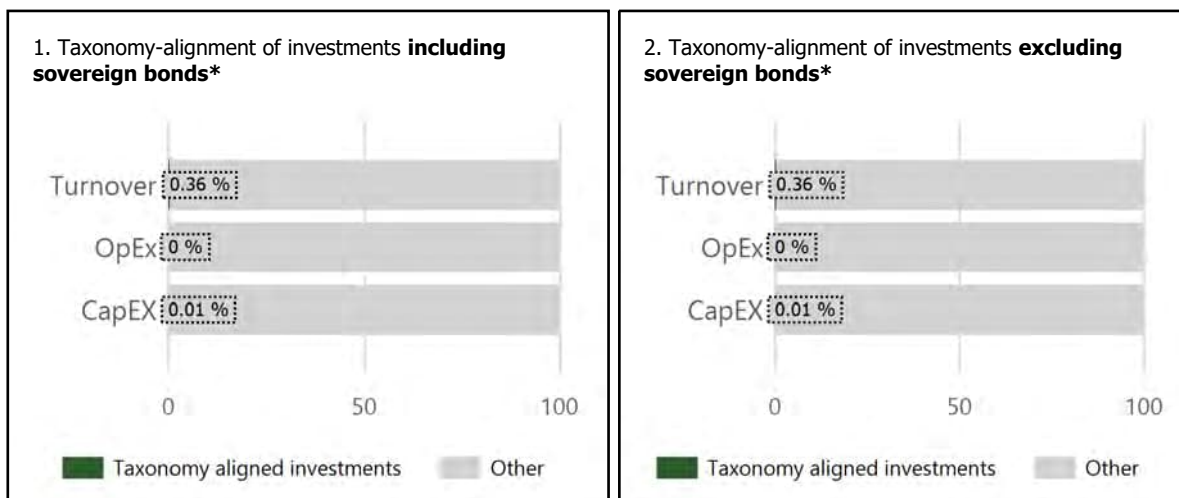 1. Taxonomy-alignment of investments including
sovereign bonds*
Turnover 0.36 %
OpEx 0 %
CapEX 0.01 %
0 50 100
Taxonomy aligned investments Other
2. Taxonomy-alignment of investments excluding
sovereign bonds*
Turnover 0.36 %
OpEx 0 %
CapEX 0.01 %
0 50 100
Taxonomy aligned investments Other